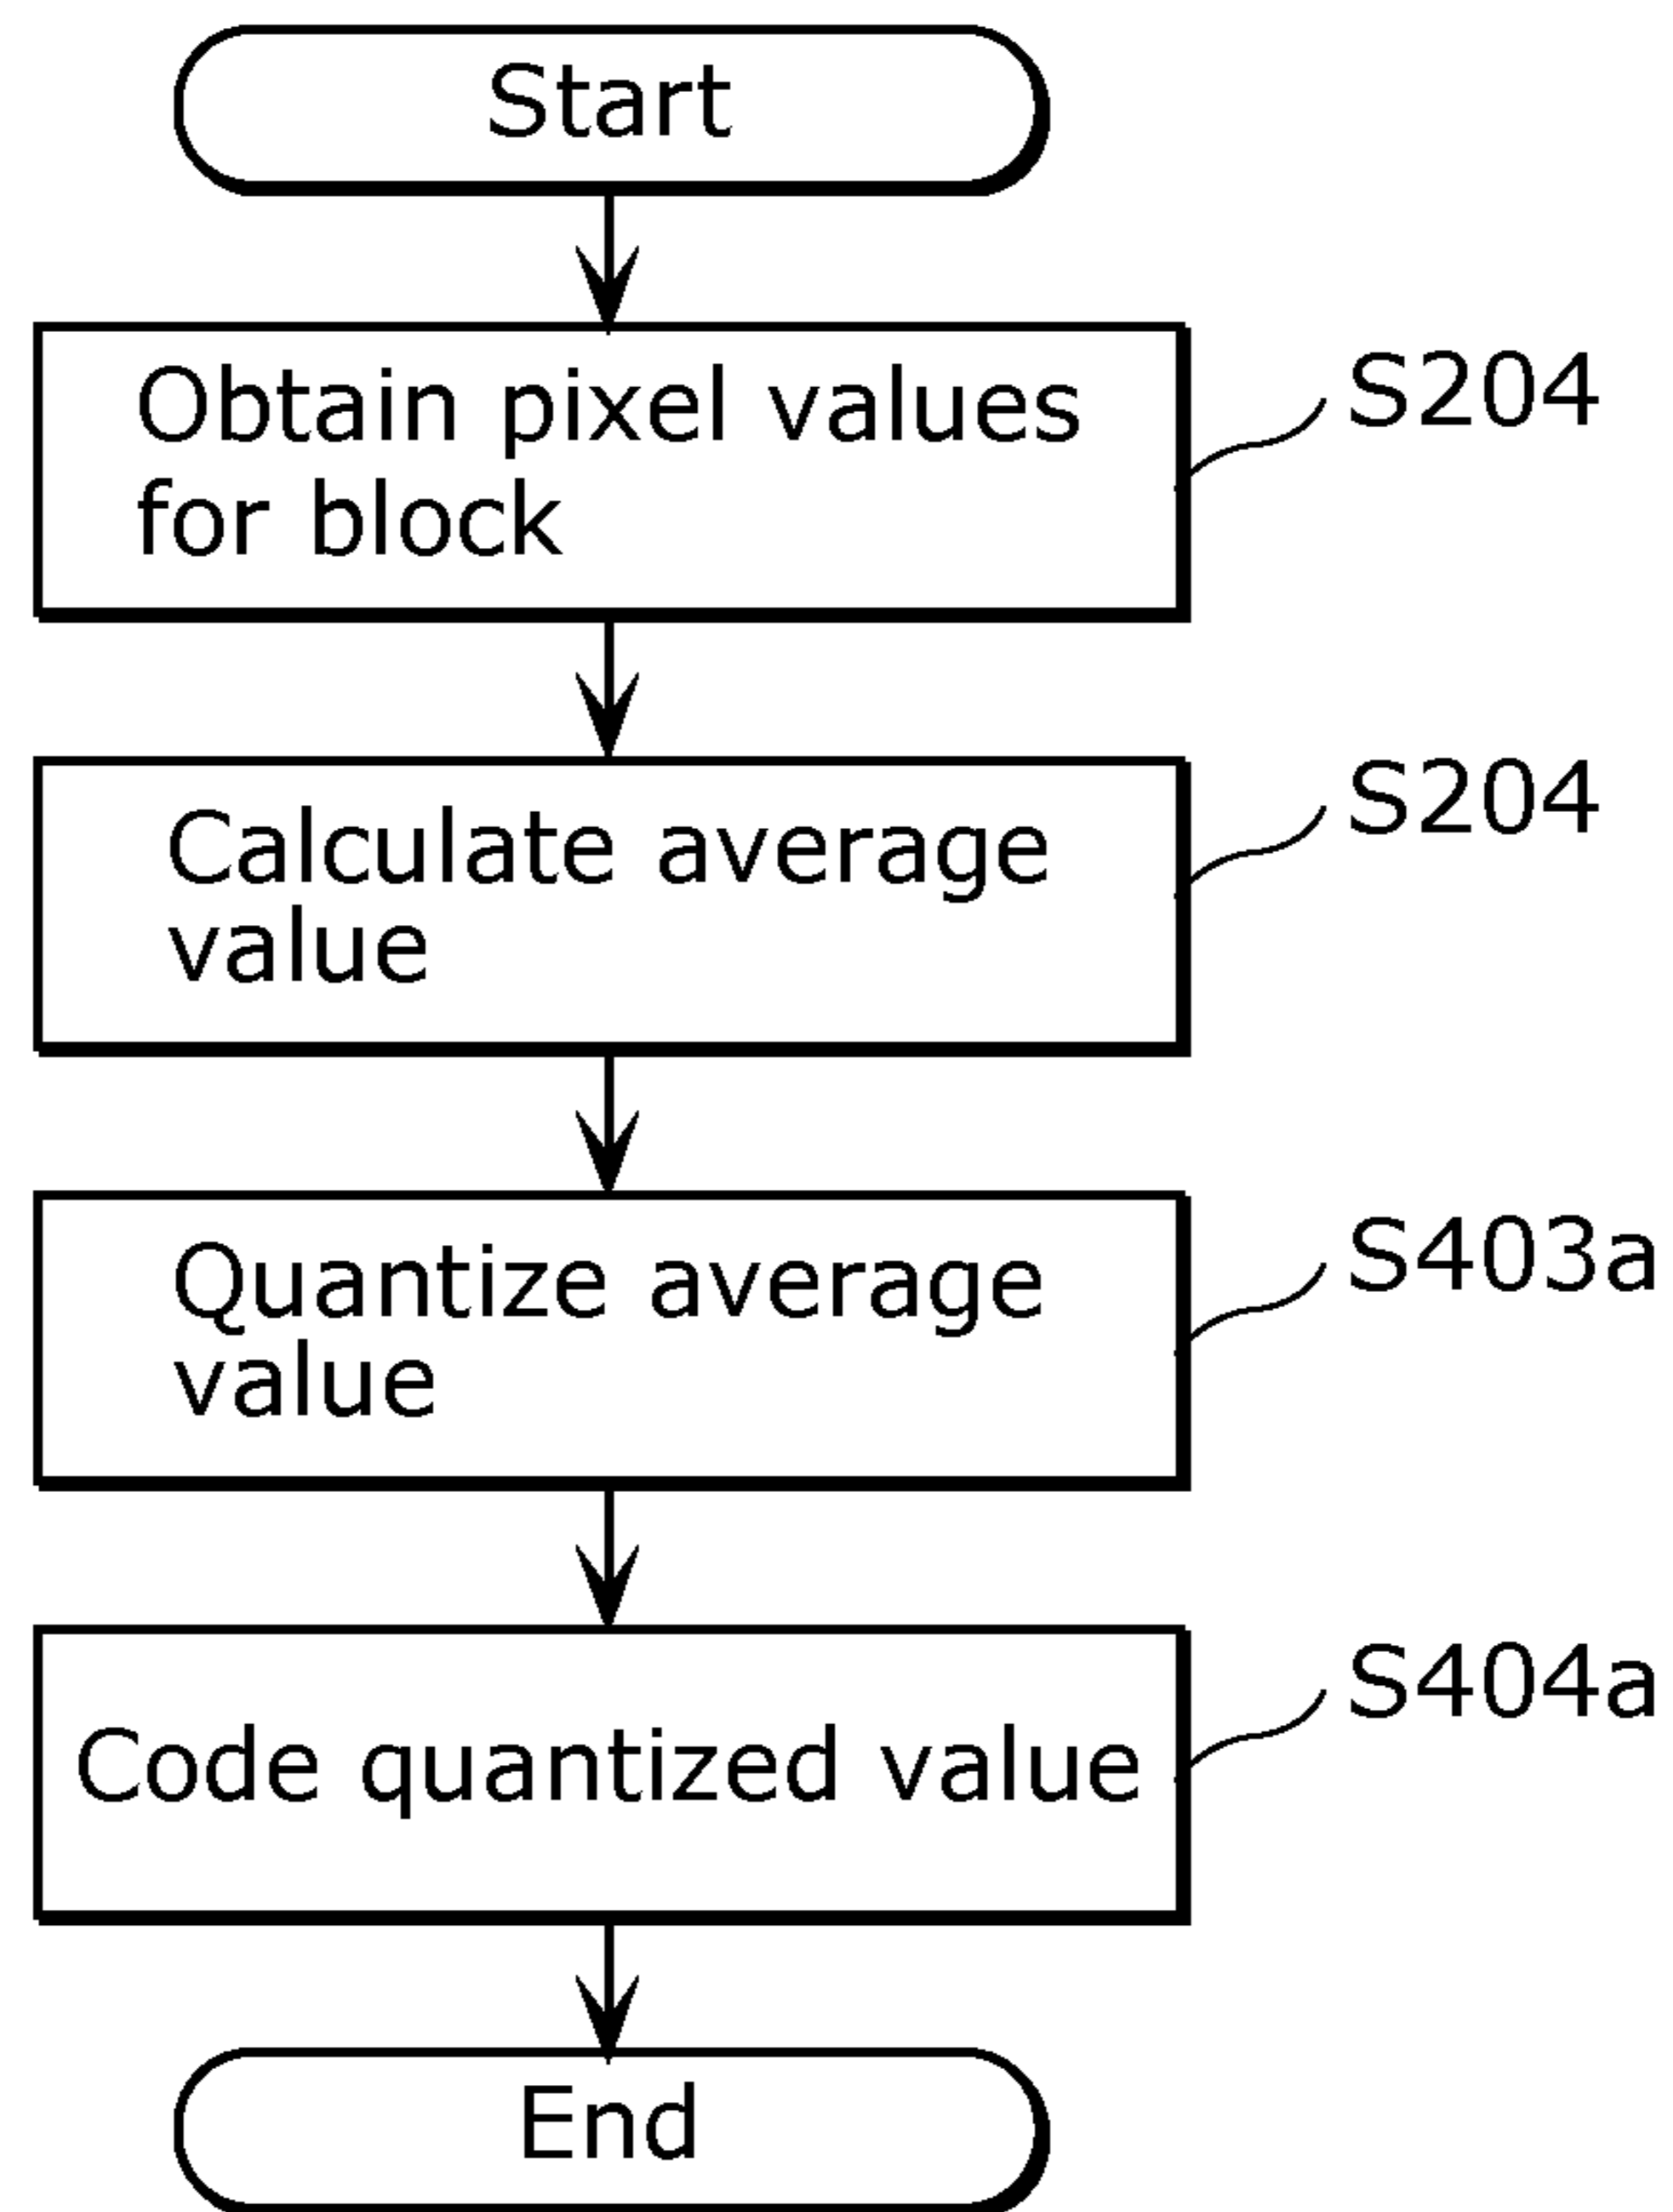 Start
Obtain pixel values
for block
S204
Calculate average
value
S204
Quantize average
value
S403a
Code quantized value
S404a
End